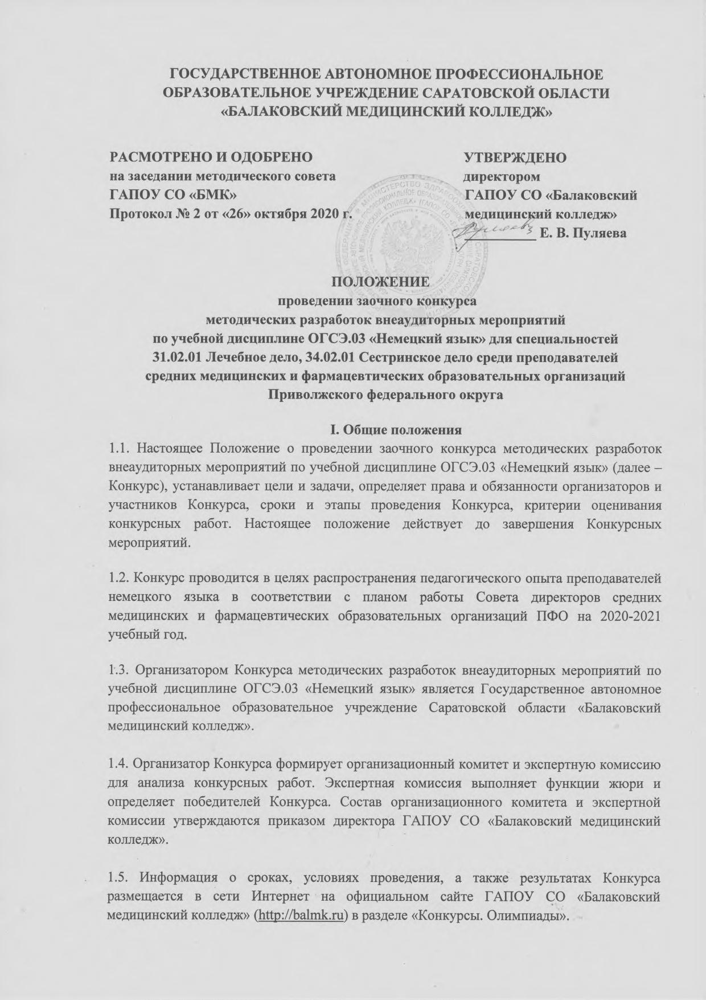 ГОСУДАРСТВЕННОЕ АВТОНОМНОЕ ПРОФЕССИОНАЛЬНОЕ
ОБРАЗОВАТЕЛЬНОЕ УЧРЕЖДЕНИЕ САРАТОВСКОЙ ОБЛАСТИ
«БАЛАКОВСКИЙ МЕДИЦИНСКИЙ КОЛЛЕДЖ»
РАСМОТРЕНО И ОДОБРЕНО
на заседании методического совета
ГАПОУ СО «БМК»
Протокол № 2 от «26» октября 2020 г.
УТВЕРЖДЕНО
директором
ГАПОУ СО «Балаковский
медицинский колледж»
Е. В. Пуляева
ПОЛОЖЕНИЕ
проведении заочного конкурса
методических разработок внеаудиторных мероприятий
по учебной дисциплине ОГСЭ.03 «Немецкий язык» для специальностей
31.02.01 Лечебное дело, 34.02.01 Сестринское дело среди преподавателей
средних медицинских и фармацевтических образовательных организаций
Приволжского федерального округа
I. Общие положения
1.1. Настоящее Положение о проведении заочного конкурса методических разработок
внеаудиторных мероприятий по учебной дисциплине ОГСЭ.03 «Немецкий язык» (далее –
Конкурс), устанавливает цели и задачи, определяет права и обязанности организаторов и
участников Конкурса, сроки и этапы проведения Конкурса, критерии оценивания
конкурсных работ. Настоящее положение действует до завершения Конкурсных
мероприятий.
1.2. Конкурс проводится в целях распространения педагогического опыта преподавателей
немецкого языка в соответствии с планом работы Совета директоров средних
медицинских и фармацевтических образовательных организаций ПФО на 2020-2021
учебный год.
1.3. Организатором Конкурса методических разработок внеаудиторных мероприятий по
учебной дисциплине ОГСЭ.03 «Немецкий язык» является Государственное автономное
профессиональное образовательное учреждение Саратовской области «Балаковский
медицинский колледж».
1.4. Организатор Конкурса формирует организационный комитет и экспертную комиссию
для анализа конкурсных работ. Экспертная комиссия выполняет функции жюри и
определяет победителей Конкурса. Состав организационного комитета и экспертной
комиссии утверждаются приказом директора ГАПОУ СО «Балаковский медицинский
колледж».
1.5. Информация о сроках, условиях проведения, а также результатах Конкурса
размещается в сети Интернет на официальном сайте ГАПОУ СО «Балаковский
медицинский колледж» (http://balmk.ru) в разделе «Конкурсы. Олимпиады».